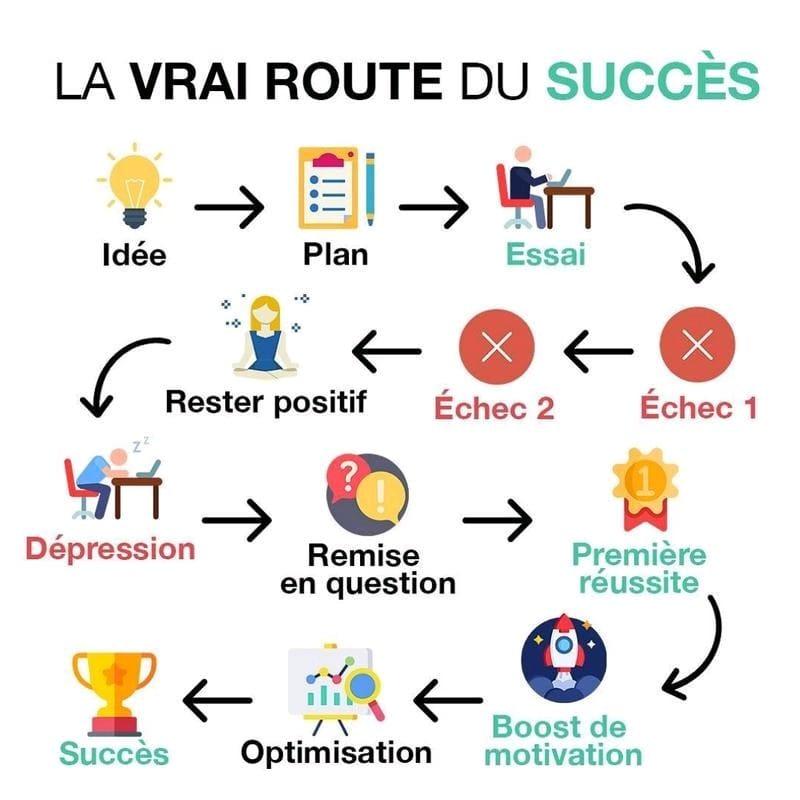 LA VRAI ROUTE DU SUCCÈS
Idée
Plan
Essai
Échec 1
Échec 2
Rester positif
Z Z
Dépression
?
!
Remise
en question
1
Première
réussite
Boost de
motivation
Optimisation
Succès